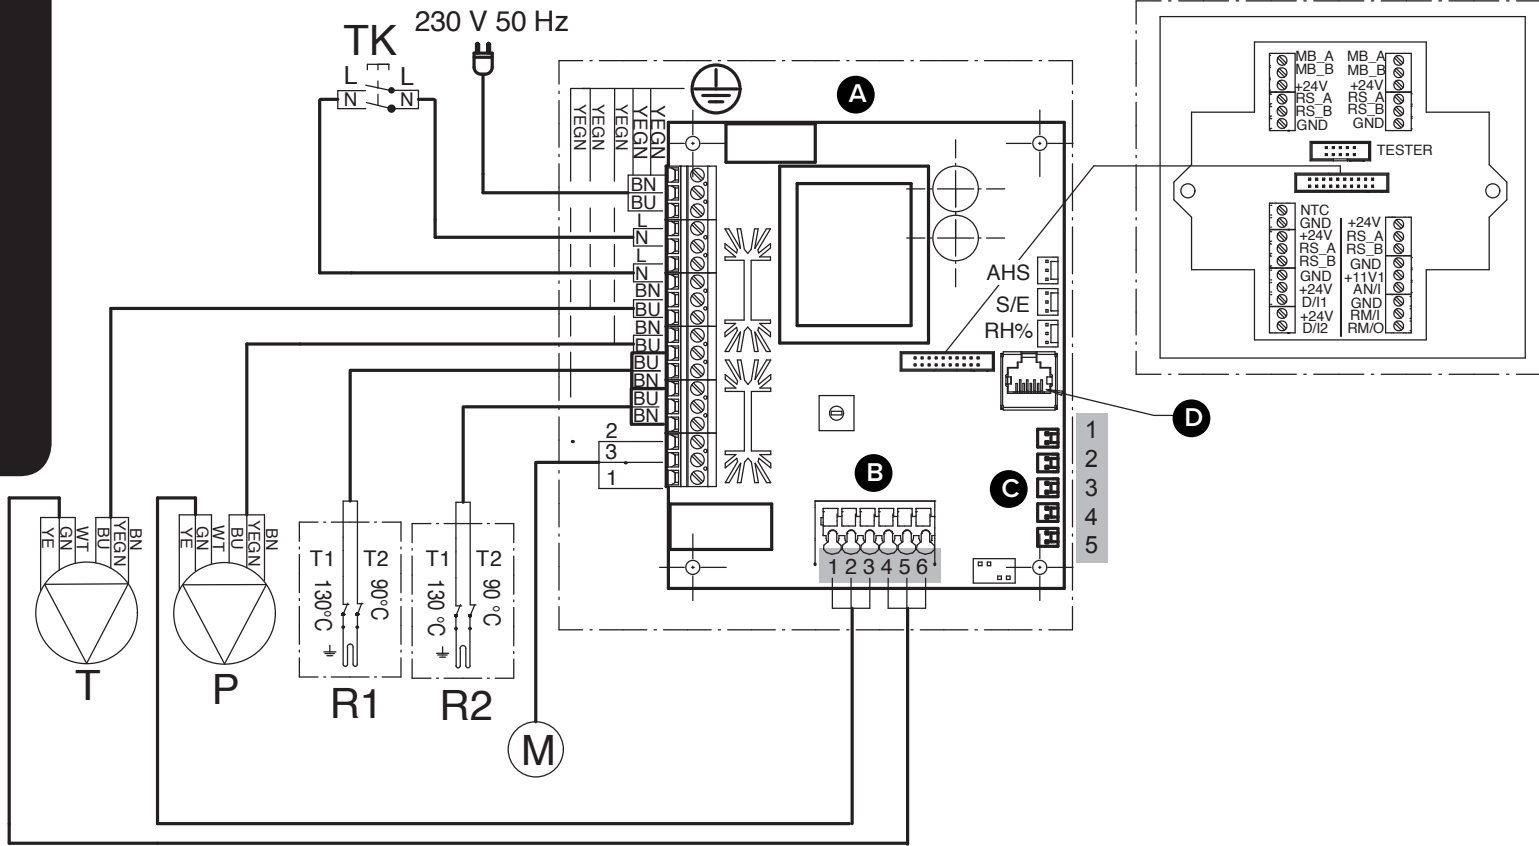 230 V 50 Hz
TK
L L
N N
YEGN
YEGN
YEGN
YEGN
YEGN
A
BN
BU
L
N
L
N
BN
BU
BN
BU
BU
BN
BU
BN
2
3
1
AHS
S/E
RH%
D
B
C
1
2
3
4
5
1 2 3 4 5 6
MB_A MB_A
MB_B MB_B
+24V +24V
RS_A RS_A
RS_B RS_B
GND GND
TESTER
NTC
GND +24V
+24V RS_A
RS_A RS_B
RS_B GND
GND +11V1
+24V AN/I
D/I1 GND
+24V RM/I
D/I2 RM/O
YE GN WT BU YEGN BN
T
YE GN WT BU YEGN BN
P
T1 T2
130°C 90°C
R1
T1 T2
130 °C 90 °C
R2
M